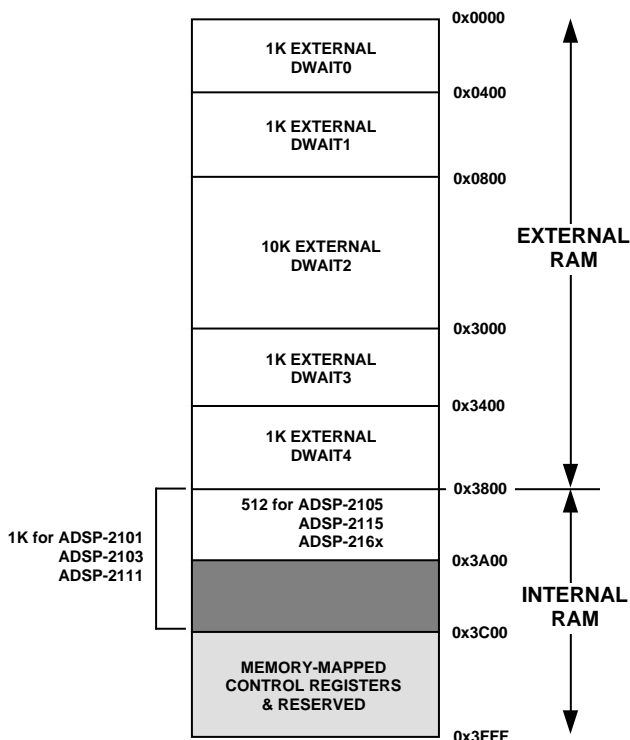 0x0000
1K EXTERNAL
DWAIT0
0x0400
1K EXTERNAL
DWAIT1
0x0800
10K EXTERNAL
DWAIT2
EXTERNAL
RAM
0x3000
1K EXTERNAL
DWAIT3
0x3400
1K EXTERNAL
DWAIT4
0x3800
512 for ADSP-2105
ADSP-2115
ADSP-216x
1K for ADSP-2101
ADSP-2103
ADSP-2111
0x3A00
INTERNAL
RAM
0x3C00
MEMORY-MAPPED
CONTROL REGISTERS
& RESERVED
0x3FFF